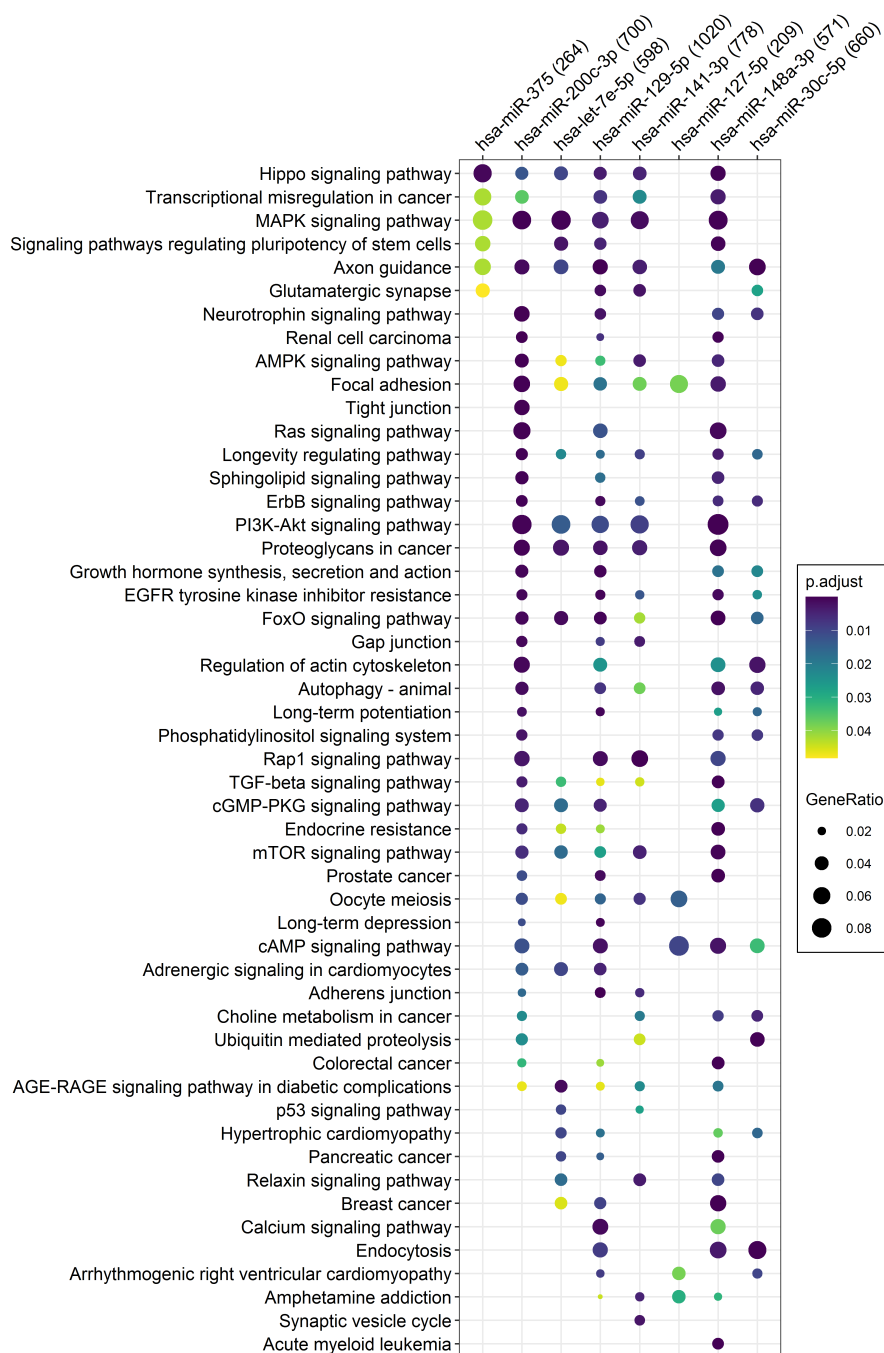 hsa-miR-375 (264)
hsa-miR-200c-3p (700)
hsa-let-7e-5p (598)
hsa-miR-129-5p (1020)
hsa-miR-141-3p (778)
hsa-miR-127-5p (209)
hsa-miR-148a-3p (571)
hsa-miR-30c-5p (660)
Hippo signaling pathway
Transcriptional misregulation in cancer
MAPK signaling pathway
Signaling pathways regulating pluripotency of stem cells
Axon guidance
Glutamatergic synapse
Neurotrophin signaling pathway
Renal cell carcinoma
AMPK signaling pathway
Focal adhesion
Tight junction
Ras signaling pathway
Longevity regulating pathway
Sphingolipid signaling pathway
ErbB signaling pathway
PI3K-Akt signaling pathway
Proteoglycans in cancer
Growth hormone synthesis, secretion and action
EGFR tyrosine kinase inhibitor resistance
FoxO signaling pathway
Gap junction
Regulation of actin cytoskeleton
Autophagy - animal
Long-term potentiation
Phosphatidylinositol signaling system
Rap1 signaling pathway
TGF-beta signaling pathway
cGMP-PKG signaling pathway
Endocrine resistance
mTOR signaling pathway
Prostate cancer
Oocyte meiosis
Long-term depression
cAMP signaling pathway
Adrenergic signaling in cardiomyocytes
Adherens junction
Choline metabolism in cancer
Ubiquitin mediated proteolysis
Colorectal cancer
AGE-RAGE signaling pathway in diabetic complications
p53 signaling pathway
Hypertrophic cardiomyopathy
Pancreatic cancer
Relaxin signaling pathway
Breast cancer
Calcium signaling pathway
Endocytosis
Arrhythmogenic right ventricular cardiomyopathy
Amphetamine addiction
Synaptic vesicle cycle
Acute myeloid leukemia
p.adjust
0.01
0.02
0.03
0.04
GeneRatio
0.02
0.04
0.06
0.08